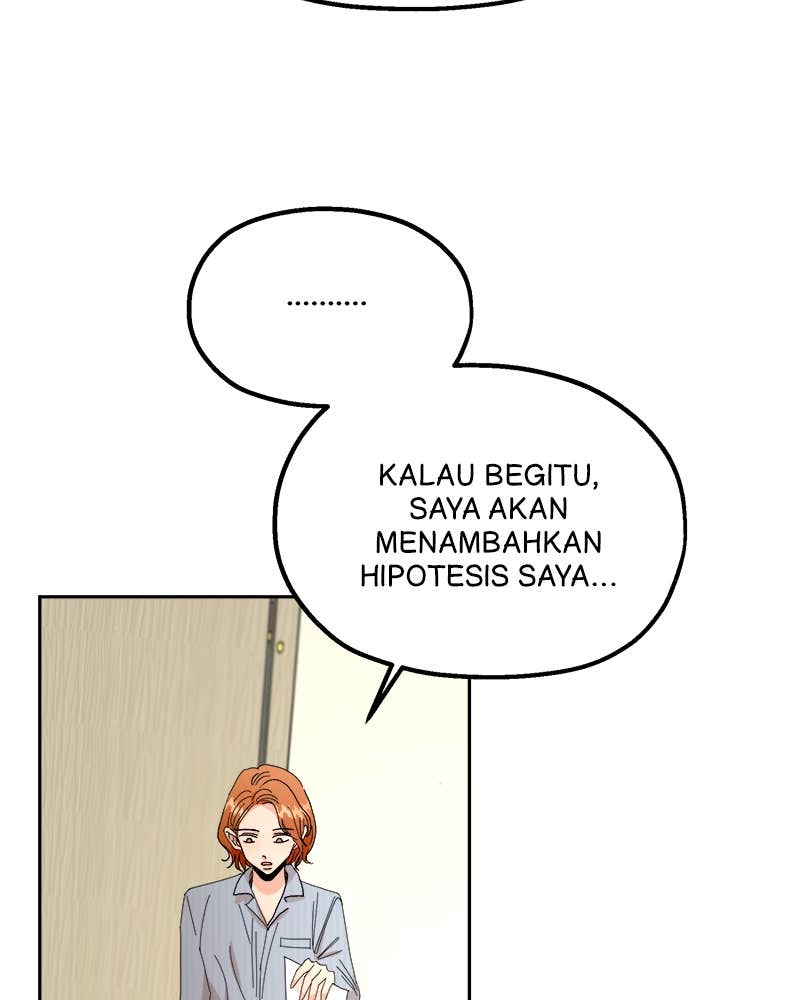 ..........
KALAU BEGITU,
SAYA AKAN
MENAMBAHKAN
HIPOTESIS SAYA...